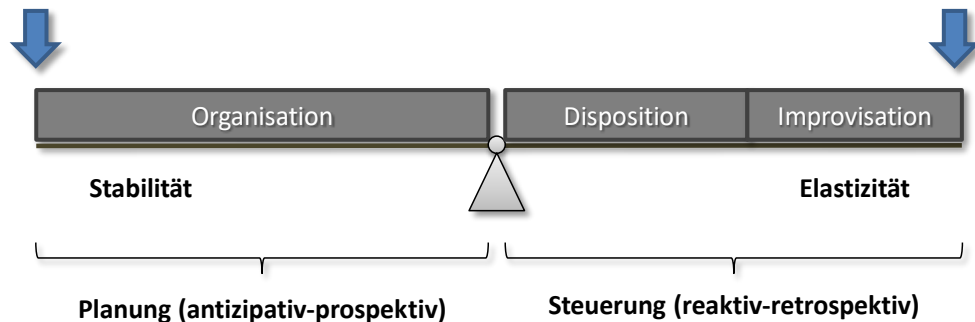 Organisation
Disposition
Improvisation
Stabilität
Elastizität
Planung (antizipativ-prospektiv)
Steuerung (reaktiv-retrospektiv)